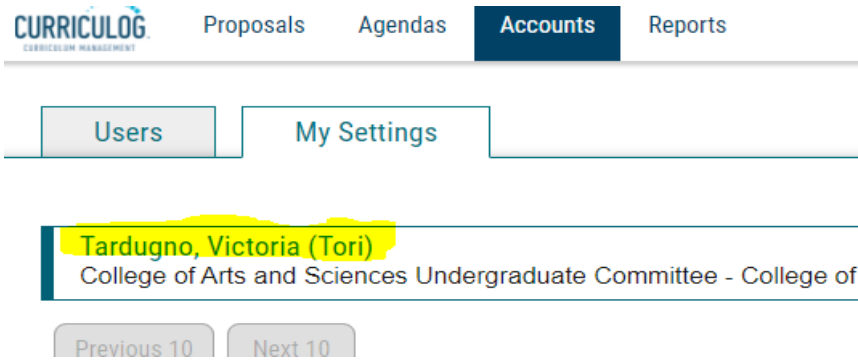 CURRICULOG
CURRICULUM MANAGEMENT
Proposals Agendas Accounts Reports
Users My Settings
Tardugno, Victoria (Tori)
College of Arts and Sciences Undergraduate Committee - College of
Previous 10 Next 10